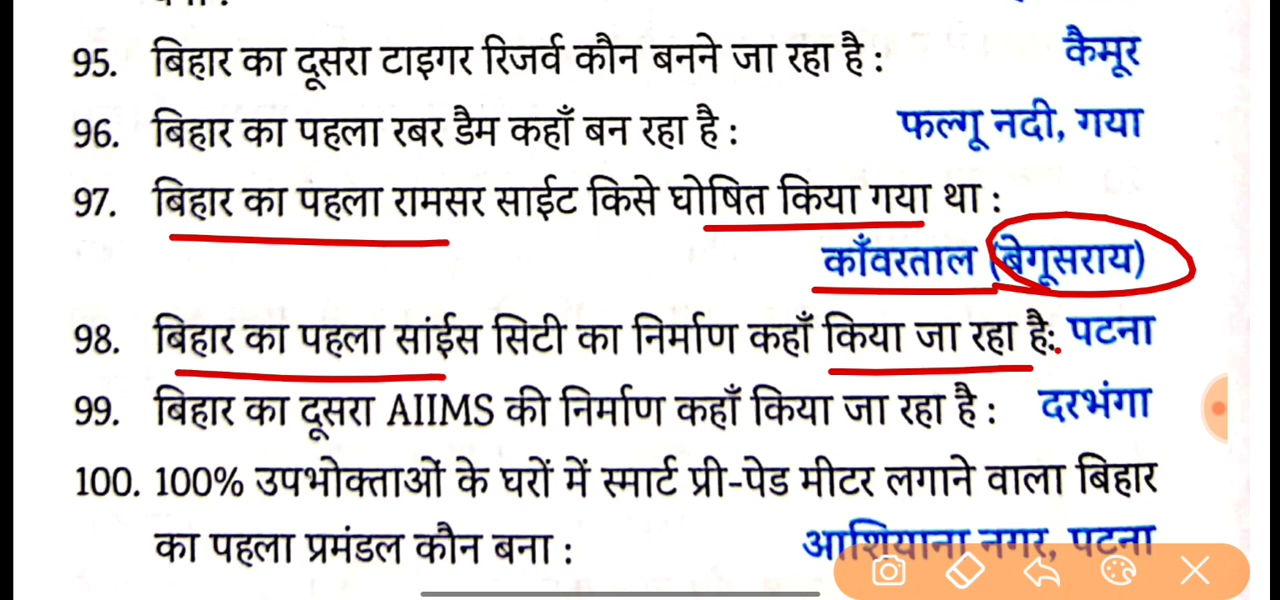 95. बिहार का दूसरा टाइगर रिजर्व कौन बनने जा रहा है : कैमूर
96. बिहार का पहला रबर डैम कहाँ बन रहा है : फल्गू नदी, गया
97. बिहार का पहला रामसर साईट किसे घोषित किया गया था :
काँवरताल (बेगूसराय)
98. बिहार का पहला सांईस सिटी का निर्माण कहाँ किया जा रहा है: पटना
99. बिहार का दूसरा AIIMS की निर्माण कहाँ किया जा रहा है : दरभंगा
100. 100% उपभोक्ताओं के घरों में स्मार्ट प्री-पेड मीटर लगाने वाला बिहार
का पहला प्रमंडल कौन बना : आशियाना नगर, पटना